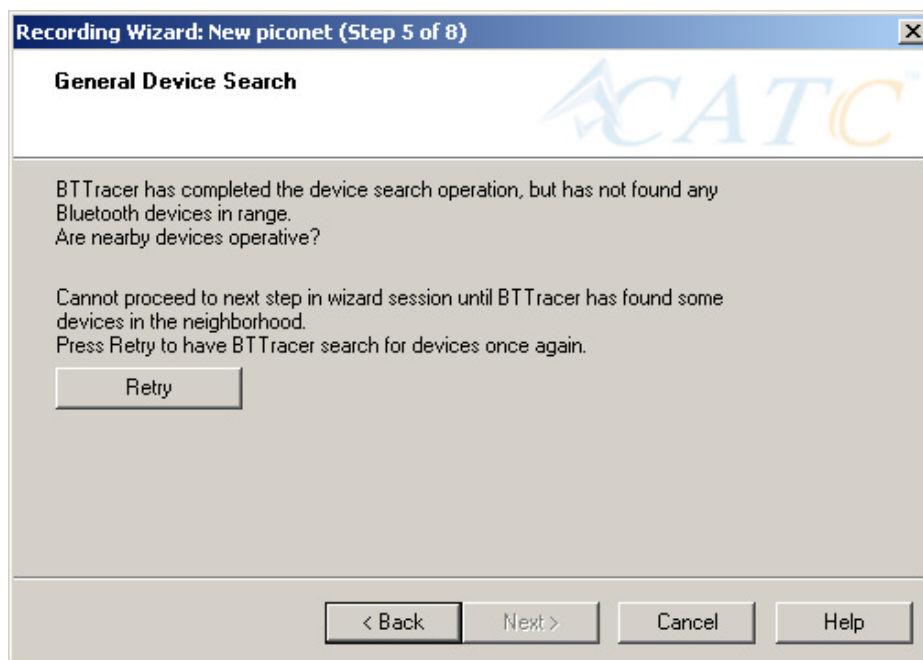 Recording Wizard: New piconet (Step 5 of 8)
General Device Search
CATC
BTTracer has completed the device search operation, but has not found any
Bluetooth devices in range.
Are nearby devices operative?
Cannot proceed to next step in wizard session until BTTracer has found some
devices in the neighborhood.
Press Retry to have BTTracer search for devices once again.
Retry
< Back
Next >
Cancel
Help